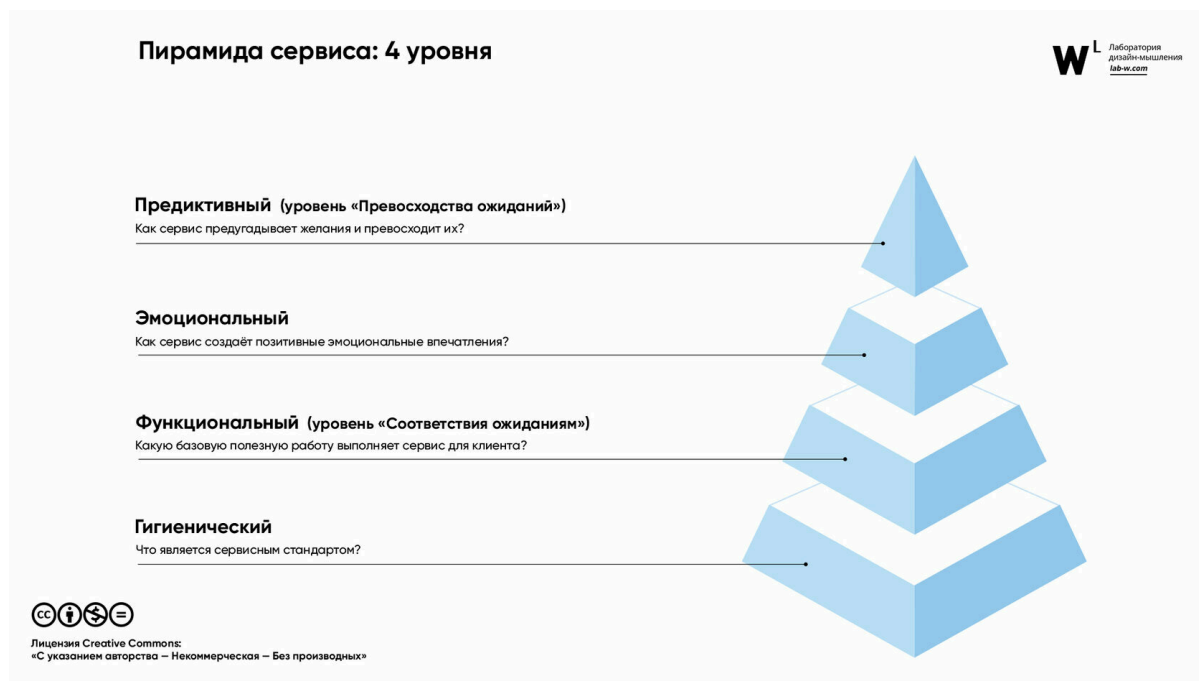 Пирамида сервиса: 4 уровня
W L
Лаборатория
дизайн-мышления
lab-w.com
Предиктивный (уровень «Превосходства ожиданий»)
Как сервис предугадывает желания и превосходит их?
Эмоциональный
Как сервис создаёт позитивные эмоциональные впечатления?
Функциональный (уровень «Соответствия ожиданиям»)
Какую базовую полезную работу выполняет сервис для клиента?
Гигиенический
Что является сервисным стандартом?
cc
Лицензия Creative Commons:
«С указанием авторства — Некоммерческая — Без производных»